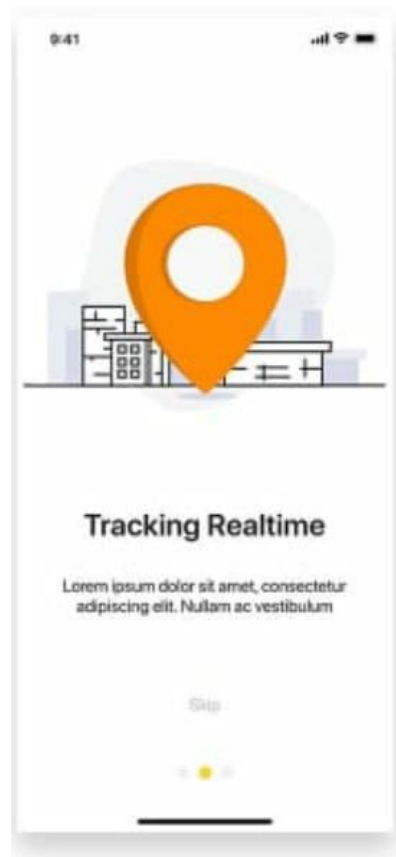 9:41
Tracking Realtime
Lorem ipsum dolor sit amet, consectetur
adipiscing elit. Nullam ac vestibulum
Skip